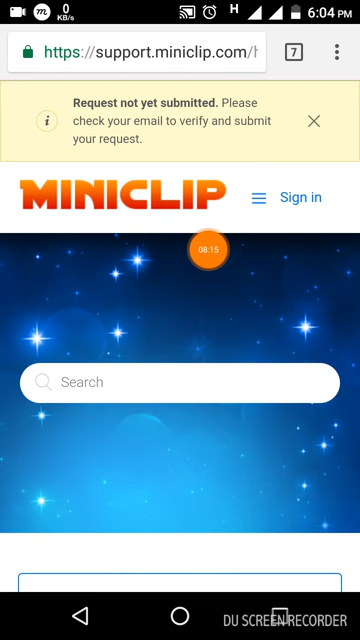 0
KB/s
H
6:04 PM
https://support.miniclip.com/h
7
Request not yet submitted. Please
check your email to verify and submit
your request.
MINICLIP
Sign in
08:15
Search
DU SCREEN RECORDER